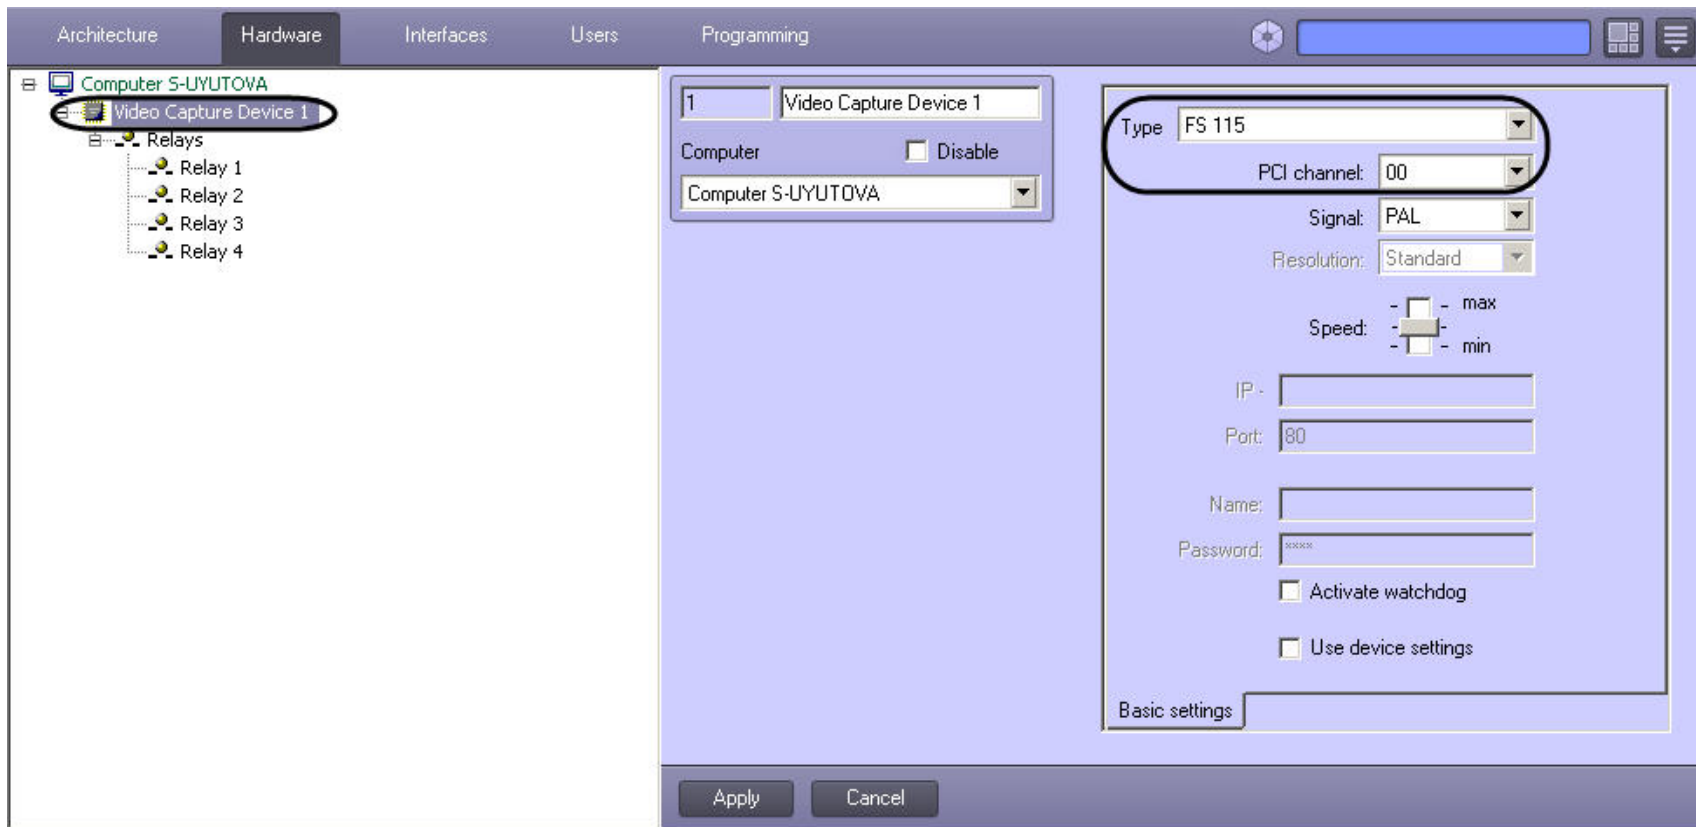 Architecture Hardware Interfaces Users Programming
Computer S-UYUTOVA
Video Capture Device 1
Relays
Relay 1
Relay 2
Relay 3
Relay 4
1 Video Capture Device 1
Computer Disable
Computer S-UYUTOVA
Type FS 115
PCI channel: 00
Signal: PAL
Resolution: Standard
max
Speed:
min
IP -
Port: 80
Name:
Password: ××××
Activate watchdog
Use device settings
Basic settings
Apply Cancel